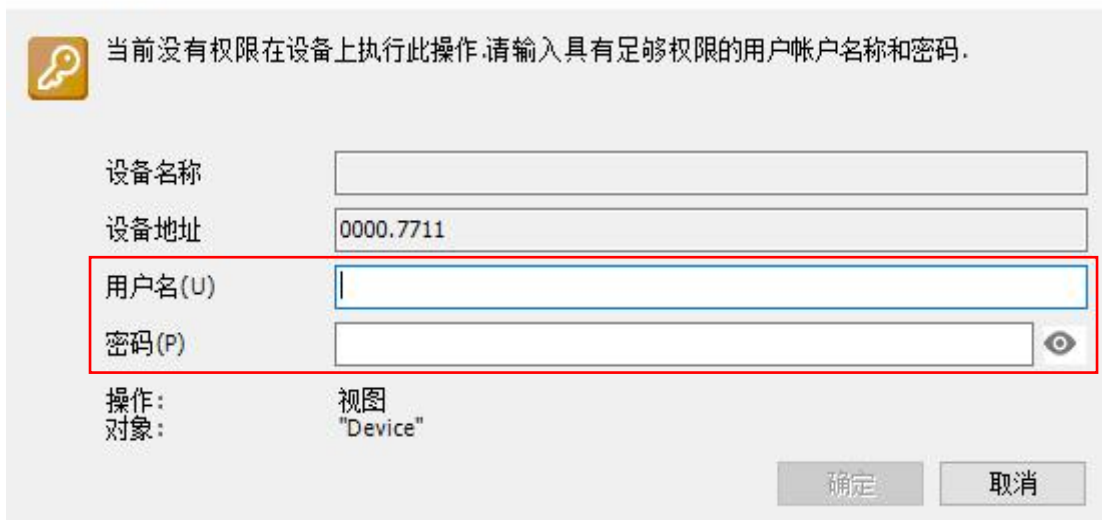 当前没有权限在设备上执行此操作.请输入具有足够权限的用户帐户名称和密码.
设备名称
设备地址 0000.7711
用户名(U)
密码(P)
操作: 视图
对象: "Device"
确定 取消